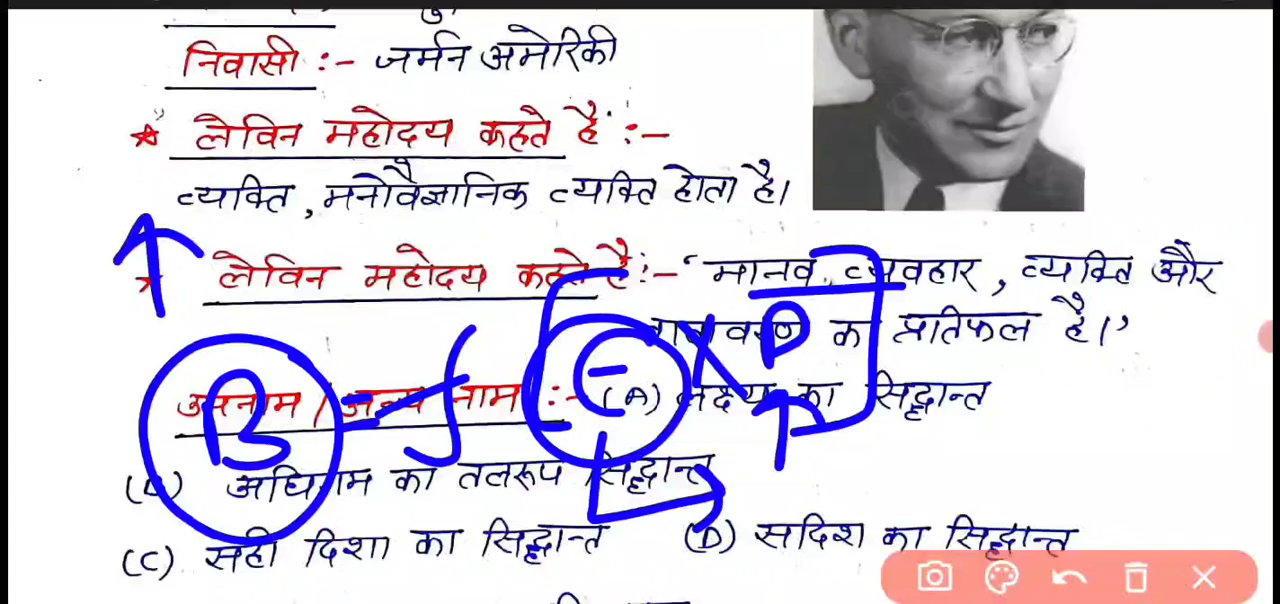 निवासी :- जर्मन अमेरिकी
* लेविन महोदय कहते है :-
व्यक्ति, मनोवैज्ञानिक व्यक्ति होता है।
* लेविन महोदय कहते है :- "मानव व्यवहार, व्यक्ति और
वातावरण का प्रतिफल है।"
B = f [E x P]
उपनाम / अन्य नाम :- (A) लक्ष्य का सिद्धान्त
(B) अधिगम का तलरूप सिद्धान्त
(C) सही दिशा का सिद्धान्त (D) सदिश का सिद्धान्त